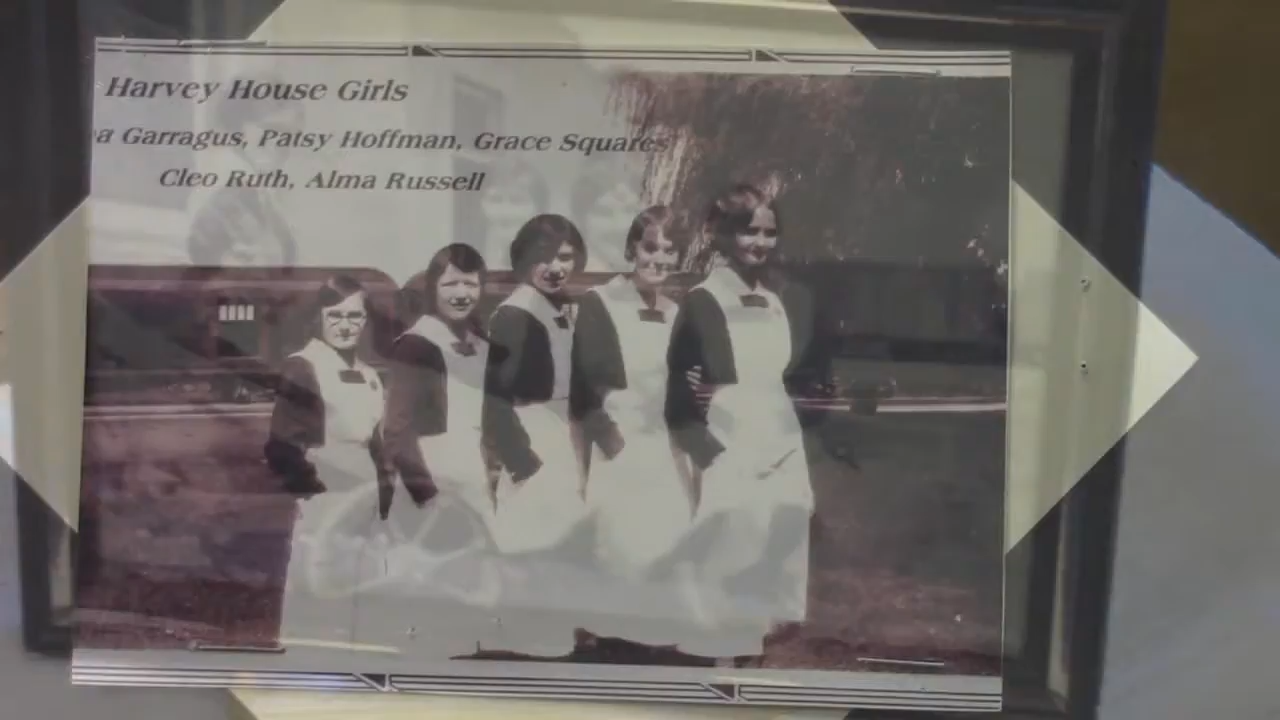 Harvey House Girls
Garragus, Patsy Hoffman, Grace Squares
Cleo Ruth, Alma Russell